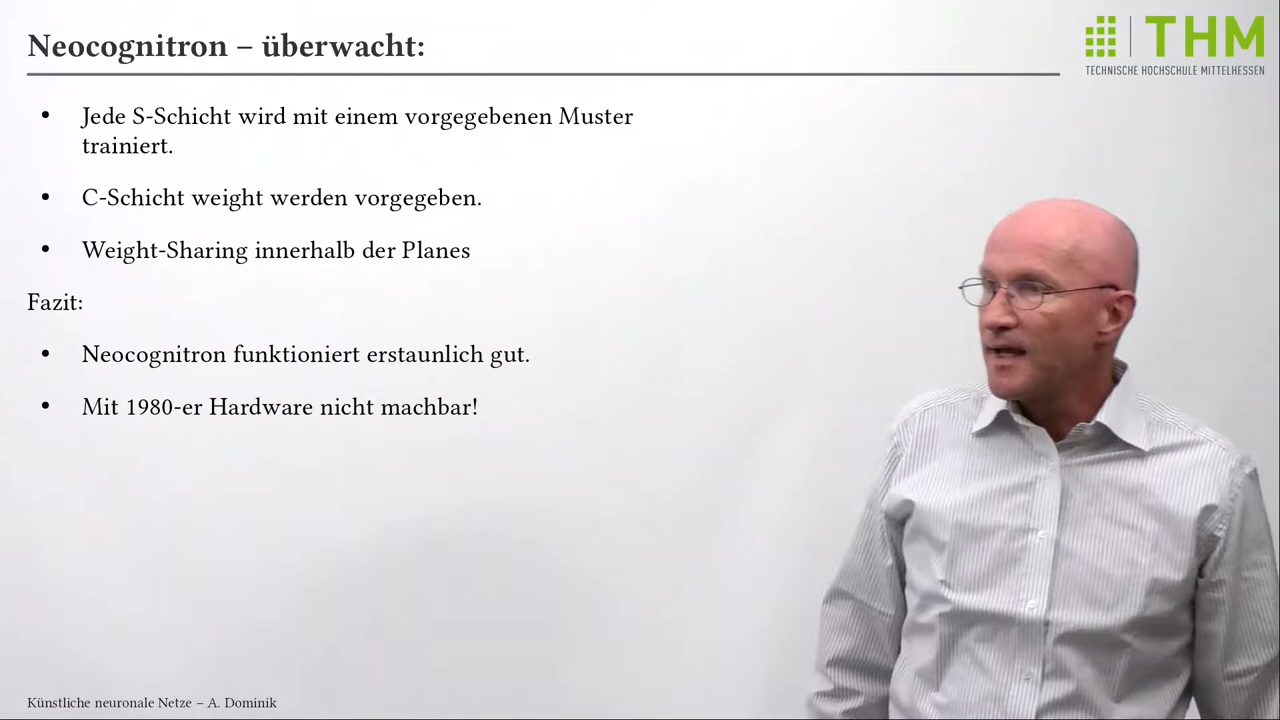 Neocognitron – überwacht:
THM
TECHNISCHE HOCHSCHULE MITTELHESSEN
• Jede S-Schicht wird mit einem vorgegebenen Muster
trainiert.
• C-Schicht weight werden vorgegeben.
• Weight-Sharing innerhalb der Planes
Fazit:
• Neocognitron funktioniert erstaunlich gut.
• Mit 1980-er Hardware nicht machbar!
Künstliche neuronale Netze – A. Dominik